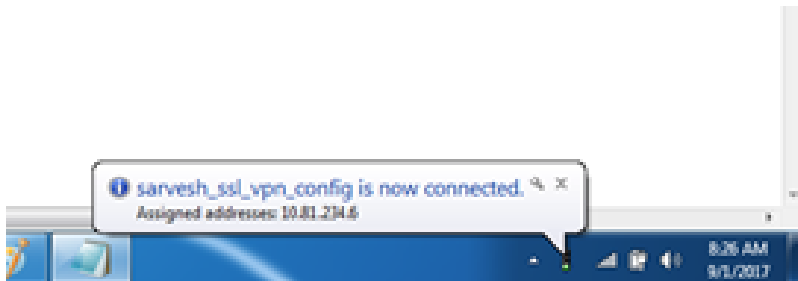 sarvesh_ssl_vpn_config is now connected.
Assigned addresses: 10.81.234.6
8:26 AM
9/1/2017